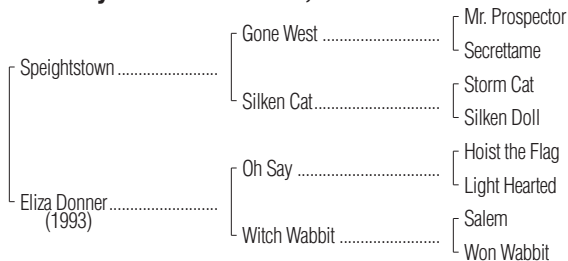 Mr. Prospector
Gone West
Secrettame
Speightstown
Storm Cat
Silken Cat
Silken Doll
Hoist the Flag
Oh Say
Light Hearted
Eliza Donner
(1993)
Salem
Witch Wabbit
Won Wabbit